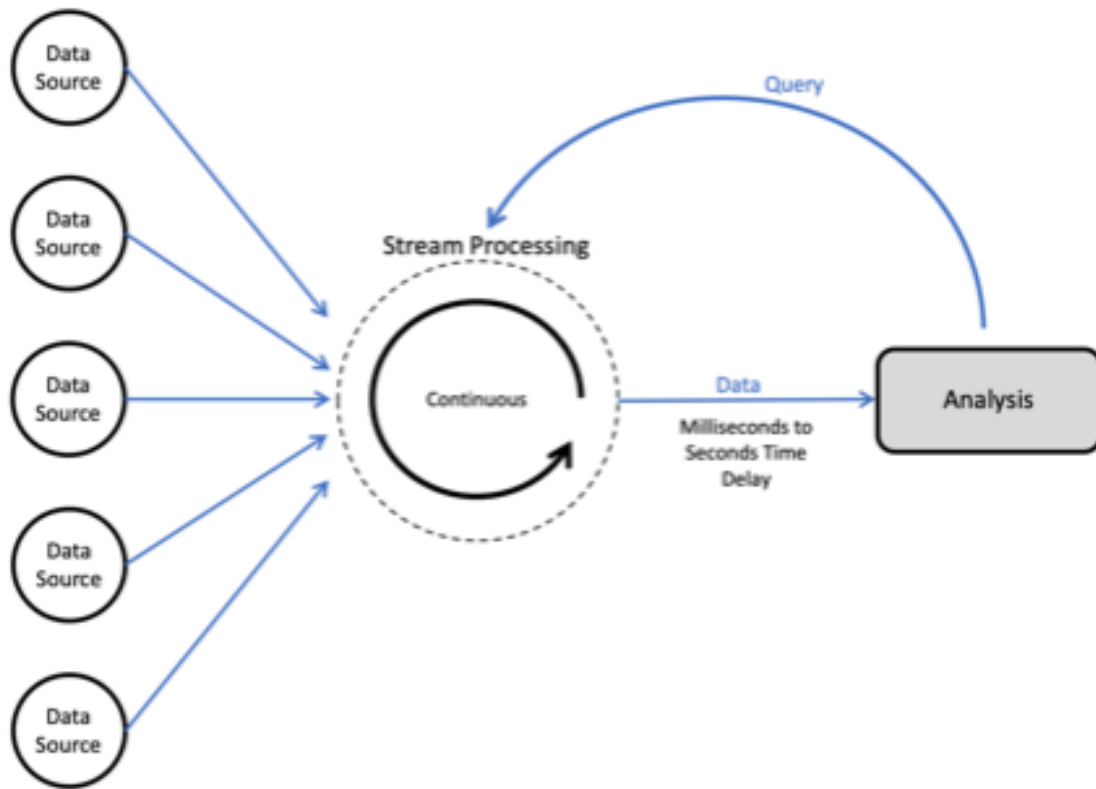 Data
Source
Data
Source
Data
Source
Data
Source
Data
Source
Query
Stream Processing
Continuous
Data
Milliseconds to
Seconds Time
Delay
Analysis